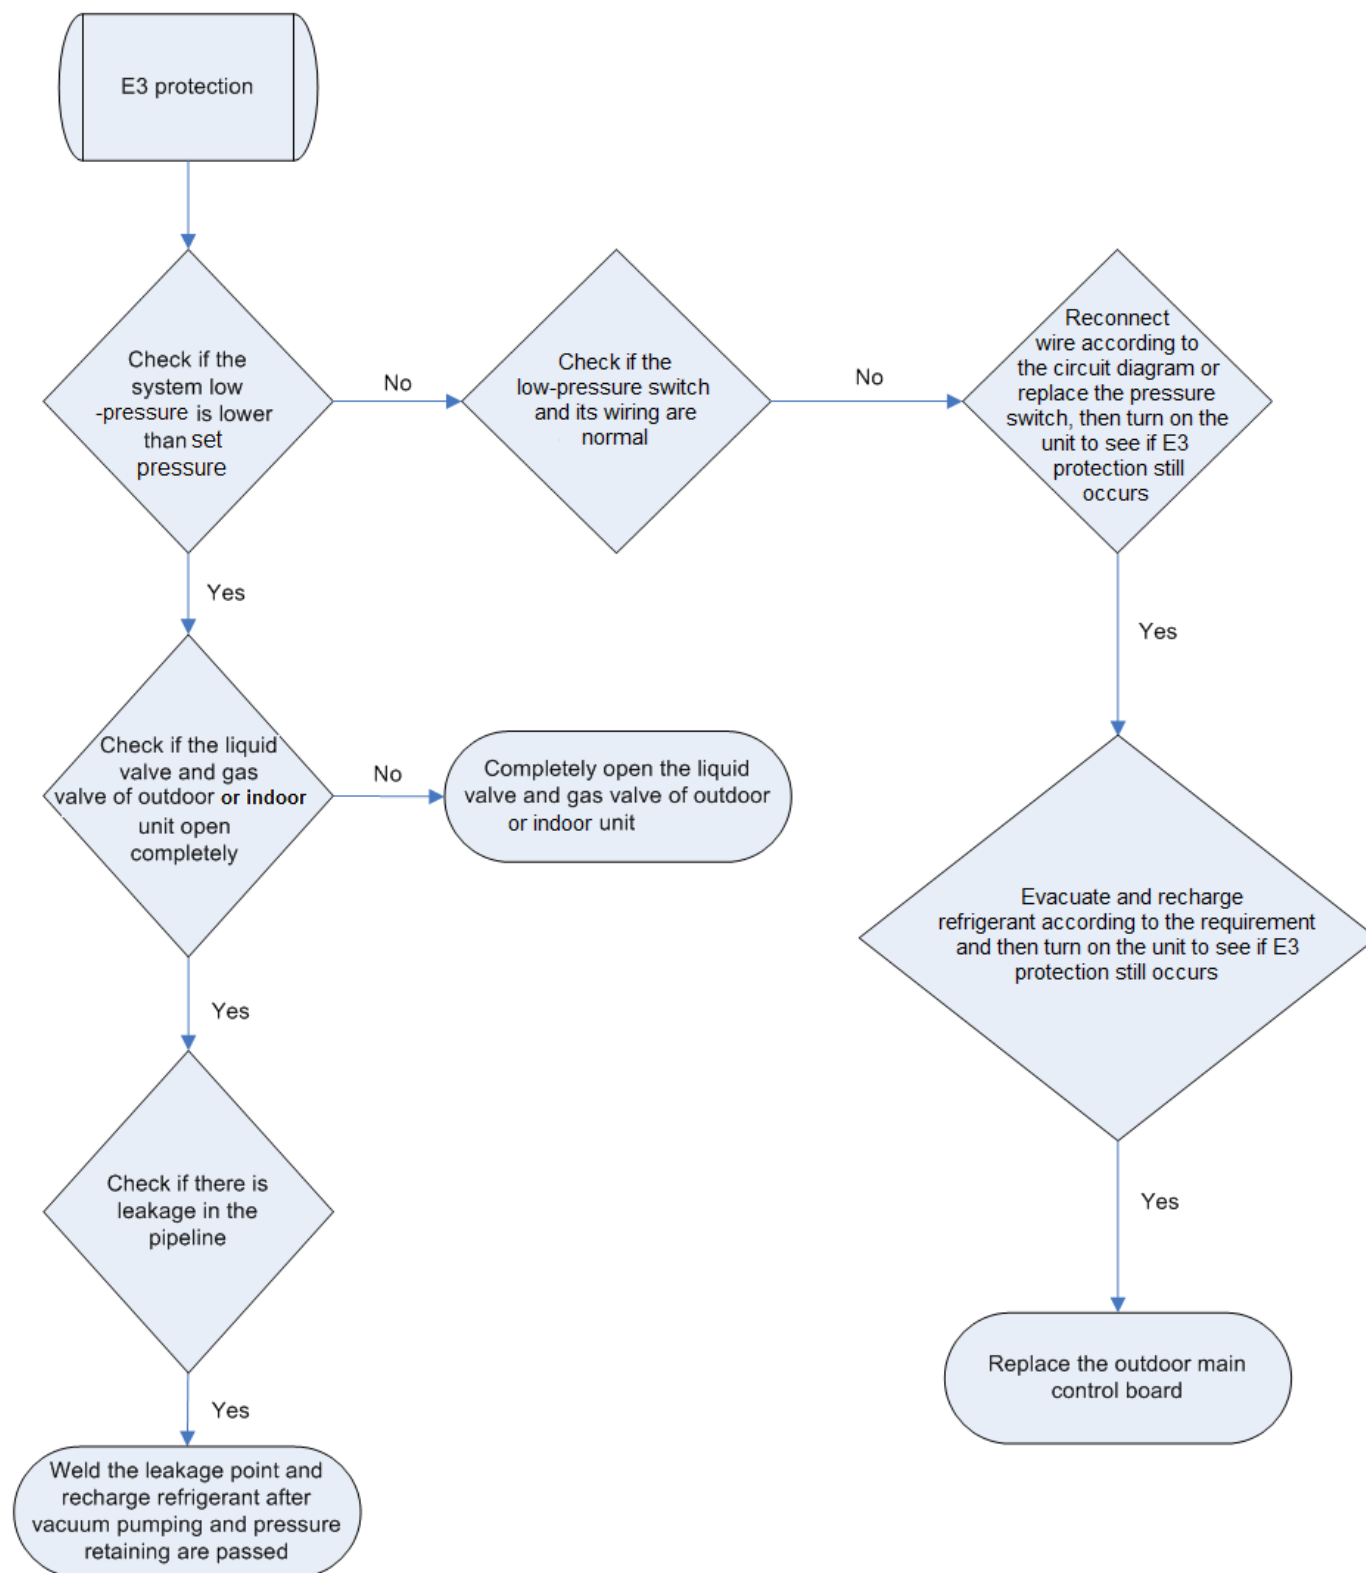 E3 protection
Check if the
system low
-pressure is lower
than set
pressure
No
Check if the
low-pressure switch
and its wiring are
normal
No
Reconnect
wire according to
the circuit diagram or
replace the pressure
switch, then turn on the
unit to see if E3
protection still
occurs
Yes
Yes
Check if the liquid
valve and gas
valve of outdoor or indoor
unit open
completely
No
Completely open the liquid
valve and gas valve of outdoor
or indoor unit
Evacuate and recharge
refrigerant according to the requirement
and then turn on the unit to see if E3
protection still occurs
Yes
Check if there is
leakage in the
pipeline
Yes
Replace the outdoor main
control board
Yes
Weld the leakage point and
recharge refrigerant after
vacuum pumping and pressure
retaining are passed